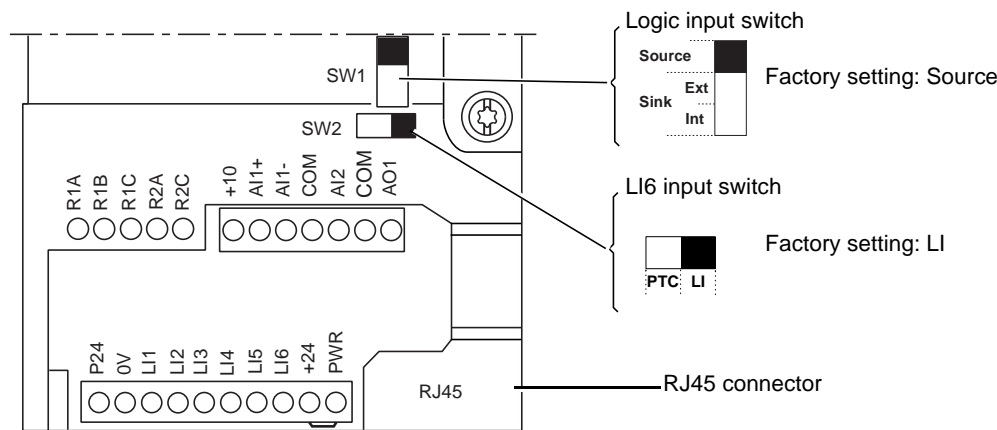 Logic input switch
Source
Sink
Ext
Int
Factory setting: Source
SW1
SW2
LI6 input switch
Factory setting: LI
PTC
LI
R1A
R1B
R1C
R2A
R2C
+10
AI1+
AI1-
COM
AI2
COM
AO1
P24
0V
LI1
LI2
LI3
LI4
LI5
LI6
+24
PWR
RJ45
RJ45 connector